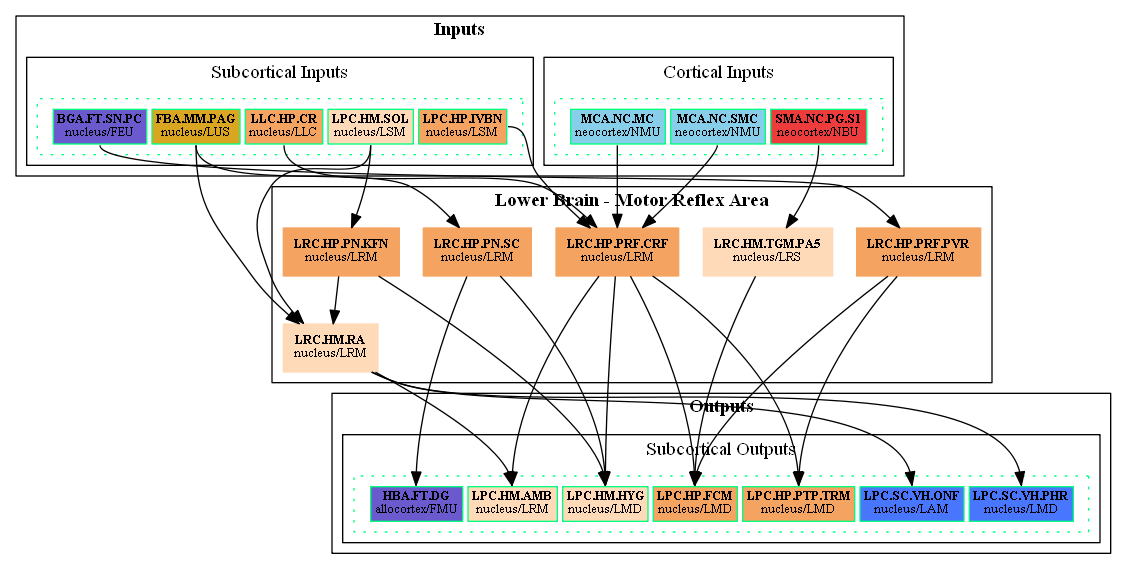 Inputs
Subcortical Inputs
Cortical Inputs
BGA.FT.SN.PC
nucleus/FEU
FBA.MM.PAG
nucleus/LUS
LLC.HP.CR
nucleus/LLC
LPC.HM.SOL
nucleus/LSM
LPC.HP.IVBN
nucleus/LSM
MCA.NC.MC
neocortex/NMU
MCA.NC.SMC
neocortex/NMU
SMA.NC.PG.S1
neocortex/NBU
Lower Brain - Motor Reflex Area
LRC.HP.PN.KFN
nucleus/LRM
LRC.HP.PN.SC
nucleus/LRM
LRC.HP.PRF.CRF
nucleus/LRM
LRC.HM.TGM.PA5
nucleus/LRS
LRC.HP.PRF.PVR
nucleus/LRM
LRC.HM.RA
nucleus/LRM
Outputs
Subcortical Outputs
HBA.FT.DG
allocortex/FMU
LPC.HM.AMB
nucleus/LRM
LPC.HM.HYG
nucleus/LMD
LPC.HP.FCM
nucleus/LMD
LPC.HP.PTP.TRM
nucleus/LMD
LPC.SC.VH.ONF
nucleus/LAM
LPC.SC.VH.PHR
nucleus/LMD